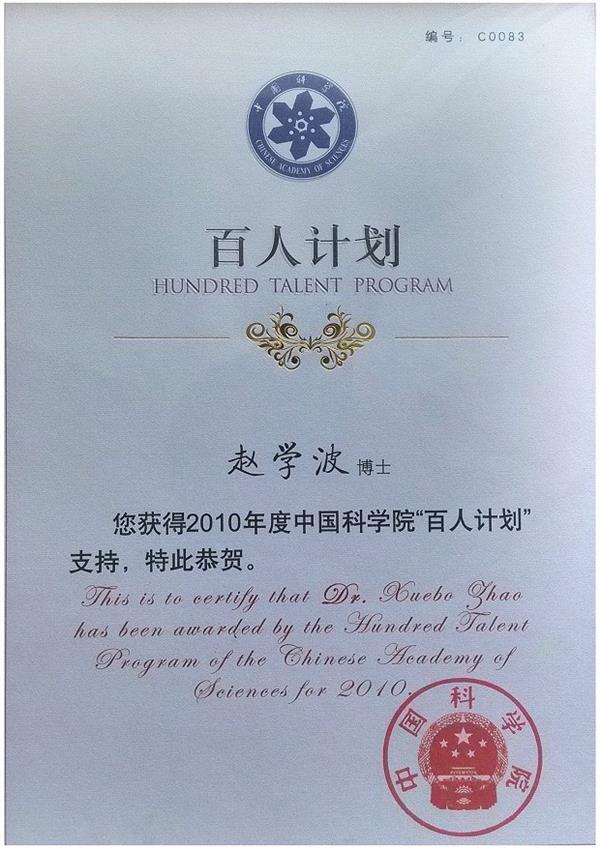 编号： C0083
中国科学院
CHINESE ACADEMY OF SCIENCES
百人计划
HUNDRED TALENT PROGRAM
赵学波 博士
您获得2010年度中国科学院“百人计划”
支持，特此恭贺。
This is to certify that Dr. Xuebo Zhao
has been awarded by the Hundred Talent
Program of the Chinese Academy of
Sciences for 2010.
中国科学院